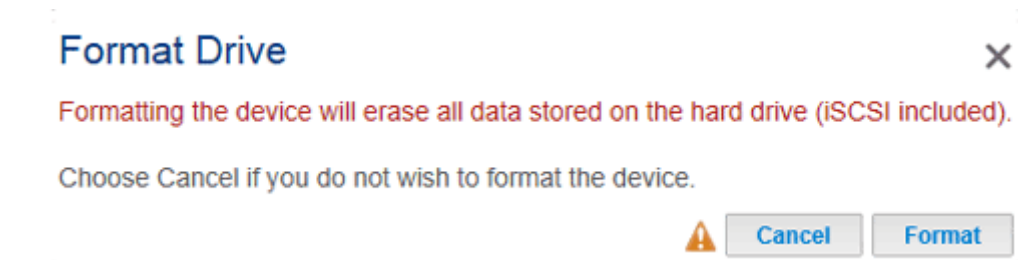 Format Drive
Formatting the device will erase all data stored on the hard drive (iSCSI included).
Choose Cancel if you do not wish to format the device.
Cancel Format